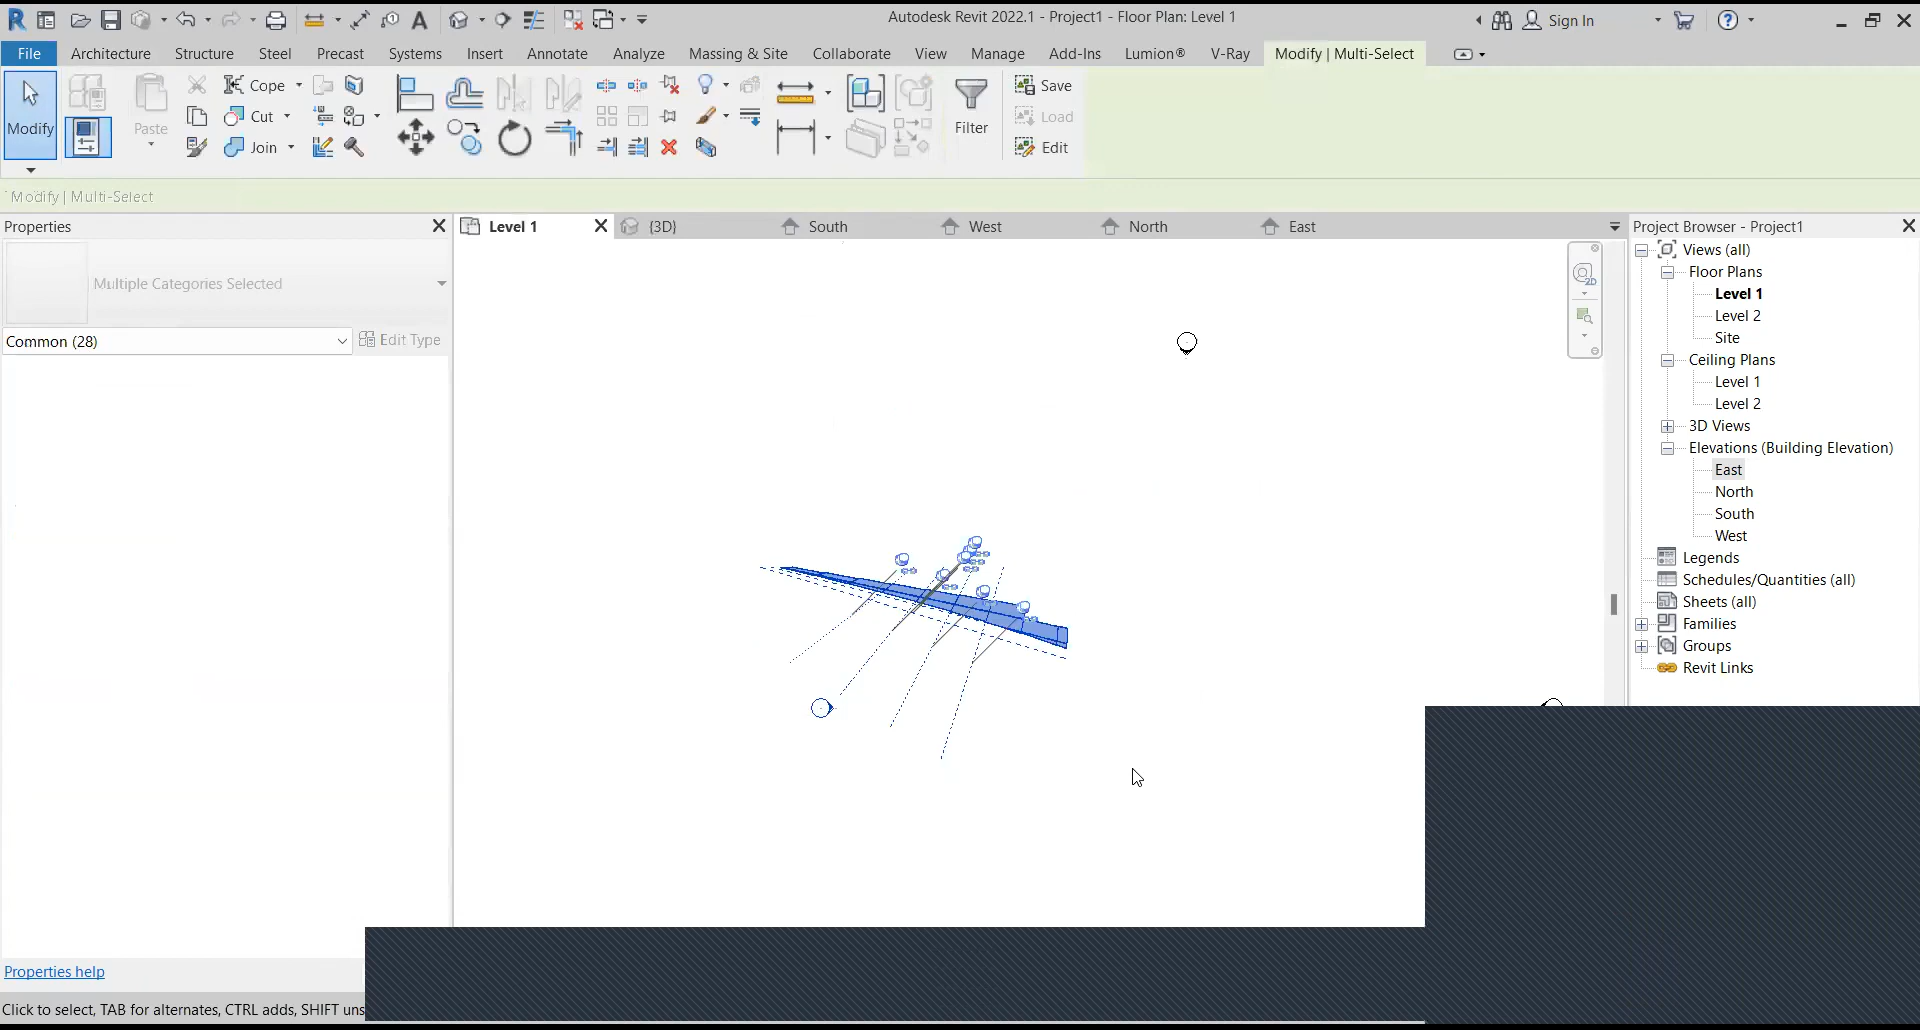 Autodesk Revit 2022.1 - Project1 - Floor Plan: Level 1
Sign In
File Architecture Structure Steel Precast Systems Insert Annotate Analyze Massing & Site Collaborate View Manage Add-Ins Lumion® V-Ray Modify | Multi-Select
Modify
Paste
Cope
Cut
Join
Filter
Save
Load
Edit
Modify | Multi-Select
Properties
Multiple Categories Selected
Common (28)
Edit Type
Properties help
Click to select, TAB for alternates, CTRL adds, SHIFT uns
Level 1 {3D} South West North East
2D
Project Browser - Project1
Views (all)
Floor Plans
Level 1
Level 2
Site
Ceiling Plans
Level 1
Level 2
3D Views
Elevations (Building Elevation)
East
North
South
West
Legends
Schedules/Quantities (all)
Sheets (all)
Families
Groups
Revit Links